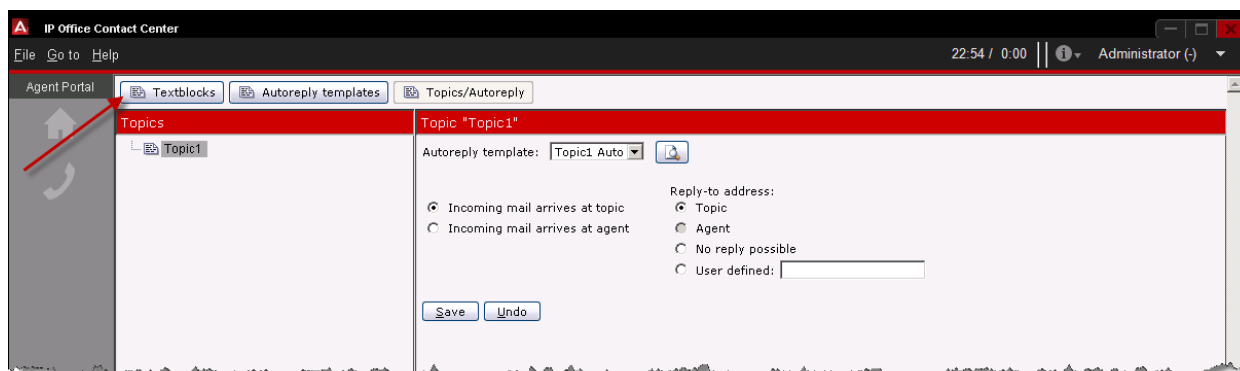 IP Office Contact Center
File Go to Help
22:54 / 0:00 Administrator (-)
Agent Portal
Textblocks Autoreply templates Topics/Autoreply
Topics
Topic1
Topic "Topic1"
Autoreply template: Topic1 Auto
Reply-to address:
Incoming mail arrives at topic Topic
Incoming mail arrives at agent Agent
No reply possible
User defined:
Save Undo